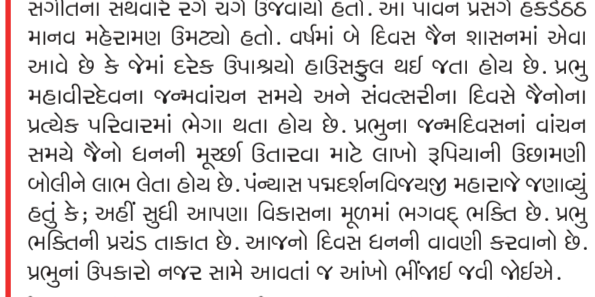 સંગીતના સથવારે રંગે ચંગે ઉજવાયો હતો. આ પાવન પ્રસંગે હકડેઠઠ
માનવ મહેરામણ ઉમટ્યો હતો. વર્ષમાં બે દિવસ જૈન શાસનમાં એવા
આવે છે કે જેમાં દરેક ઉપાશ્રયો હાઉસફુલ થઈ જતા હોય છે. પ્રભુ
મહાવીરદેવના જન્મવાંચન સમયે અને સંવત્સરીના દિવસે જૈનોના
પ્રત્યેક પરિવારમાં ભેગા થતા હોય છે. પ્રભુના જન્મદિવસનાં વાંચન
સમયે જૈનો ધનની મૂર્ચ્છા ઉતારવા માટે લાખો રૂપિયાની ઉછામણી
બોલીને લાભ લેતા હોય છે. પંન્યાસ પદ્મદર્શનવિજયજી મહારાજે જણાવ્યું
હતું કે; અહીં સુધી આપણા વિકાસના મૂળમાં ભગવદ્ ભક્તિ છે. પ્રભુ
ભક્તિની પ્રચંડ તાકાત છે. આજનો દિવસ ધનની વાવણી કરવાનો છે.
પ્રભુનાં ઉપકારો નજર સામે આવતાં જ આંખો ભીંજાઈ જવી જોઈએ.